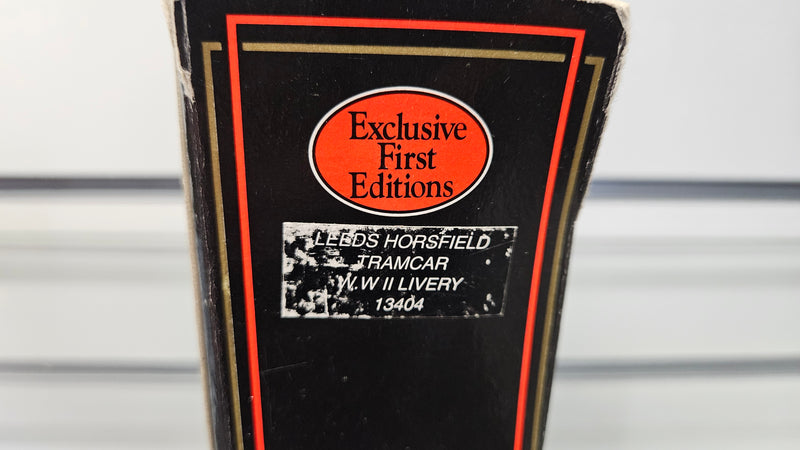 Exclusive
First
Editions
LEEDS HORSFIELD
TRAMCAR
W.W II LIVERY
13404